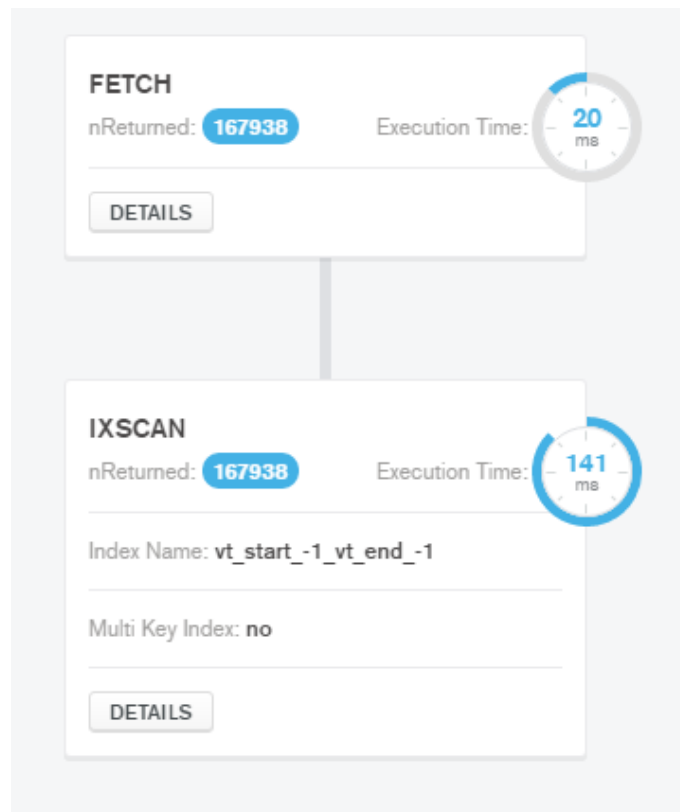 FETCH
nReturned: 167938 Execution Time: 20 ms
DETAILS
IXSCAN
nReturned: 167938 Execution Time: 141 ms
Index Name: vt_start_-1_vt_end_-1
Multi Key Index: no
DETAILS